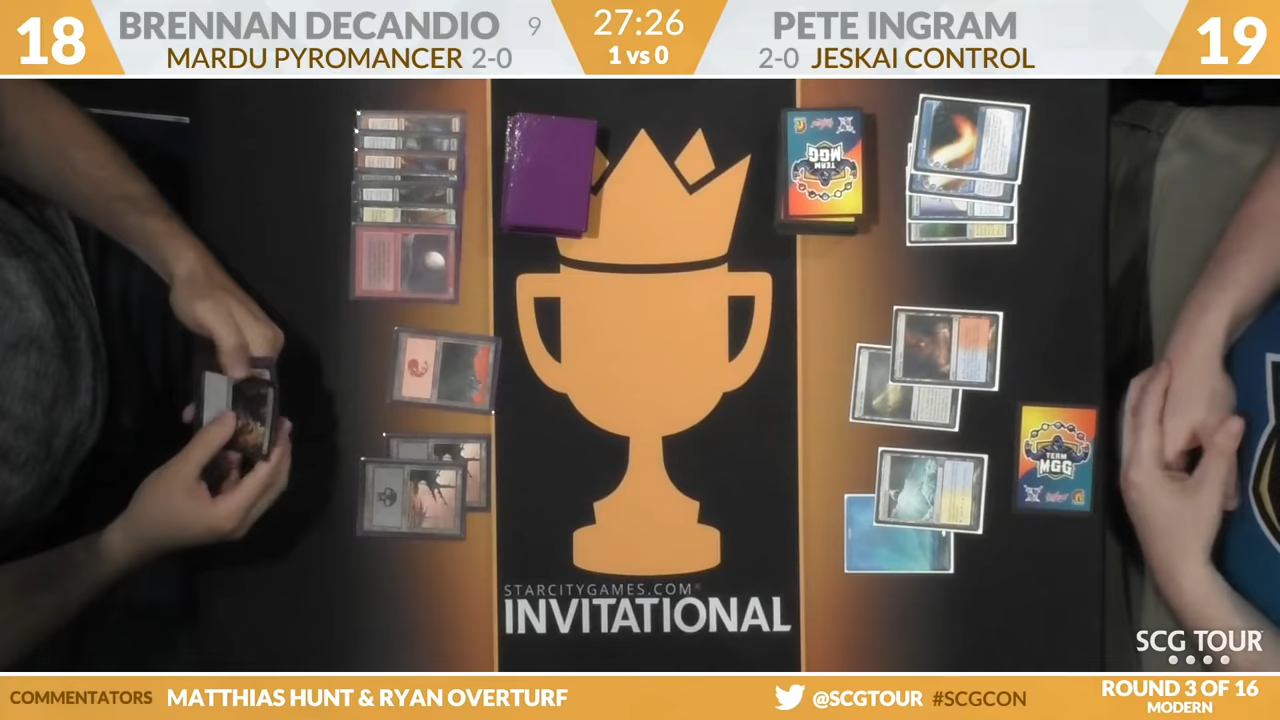 18
BRENNAN DECANDIO 9
MARDU PYROMANCER 2-0
27:26
1 vs 0
PETE INGRAM
2-0 JESKAI CONTROL
19
TEAM
MGG
TEAM
MGG
STARCITYGAMES.COM®
INVITATIONAL
SCG TOUR
COMMENTATORS MATTHIAS HUNT & RYAN OVERTURF
@SCGTOUR #SCGCON
ROUND 3 OF 16
MODERN